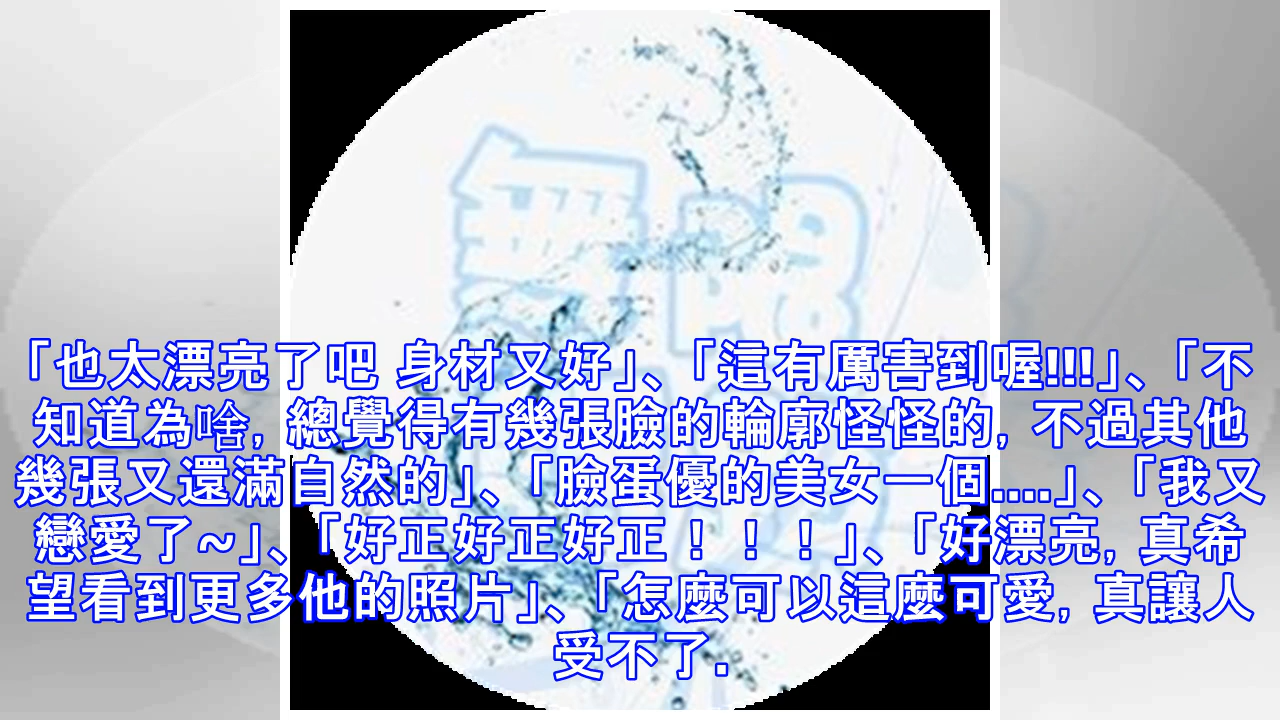 「也太漂亮了吧 身材又好」、「這有厲害到喔!!!」、「不
知道為啥, 總覺得有幾張臉的輪廓怪怪的, 不過其他
幾張又還滿自然的」、「臉蛋優的美女一個....」、「我又
戀愛了~」、「好正好正好正！！！」、「好漂亮, 真希
望看到更多他的照片」、「怎麼可以這麼可愛, 真讓人
受不了.